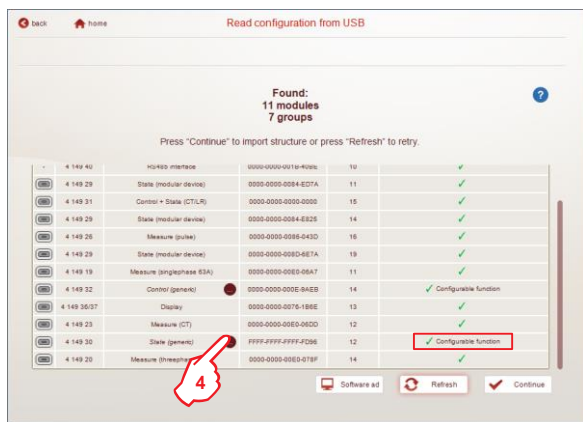 back home Read configuration from USB
Found:
11 modules
7 groups
?
Press "Continue" to import structure or press "Refresh" to retry.
4 149 40 RS485 Interface 0000-0000-001B-40BE 10 ✓
4 149 29 State (modular device) 0000-0000-0084-ED7A 11 ✓
4 149 31 Control + State (CT/LR) 0000-0000-0000-0000 15 ✓
4 149 29 State (modular device) 0000-0000-0084-E825 14 ✓
4 149 26 Measure (pulse) 0000-0000-0086-043D 16 ✓
4 149 29 State (modular device) 0000-0000-008D-6E7A 19 ✓
4 149 19 Measure (singlephase 63A) 0000-0000-00E0-06A7 11 ✓
4 149 32 Control (generic) ... 0000-0000-000E-9AEB 14 ✓ Configurable function
4 149 36/37 Display 0000-0000-0076-1B6E 13 ✓
4 149 23 Measure (CT) 0000-0000-00E0-06DD 12 ✓
4 149 30 State (generic) FFFF-FFFF-FFFF-FD96 12 ✓ Configurable function
4 149 20 Measure 0000-0000-00E0-078F 14 ✓
4
Software ad Refresh Continue